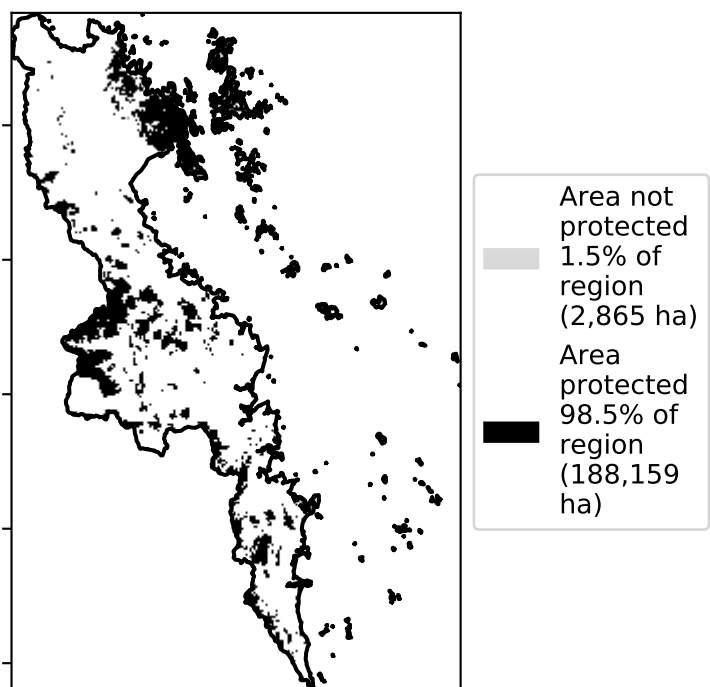 Area not
protected
1.5% of
region
(2,865 ha)
Area
protected
98.5% of
region
(188,159
ha)